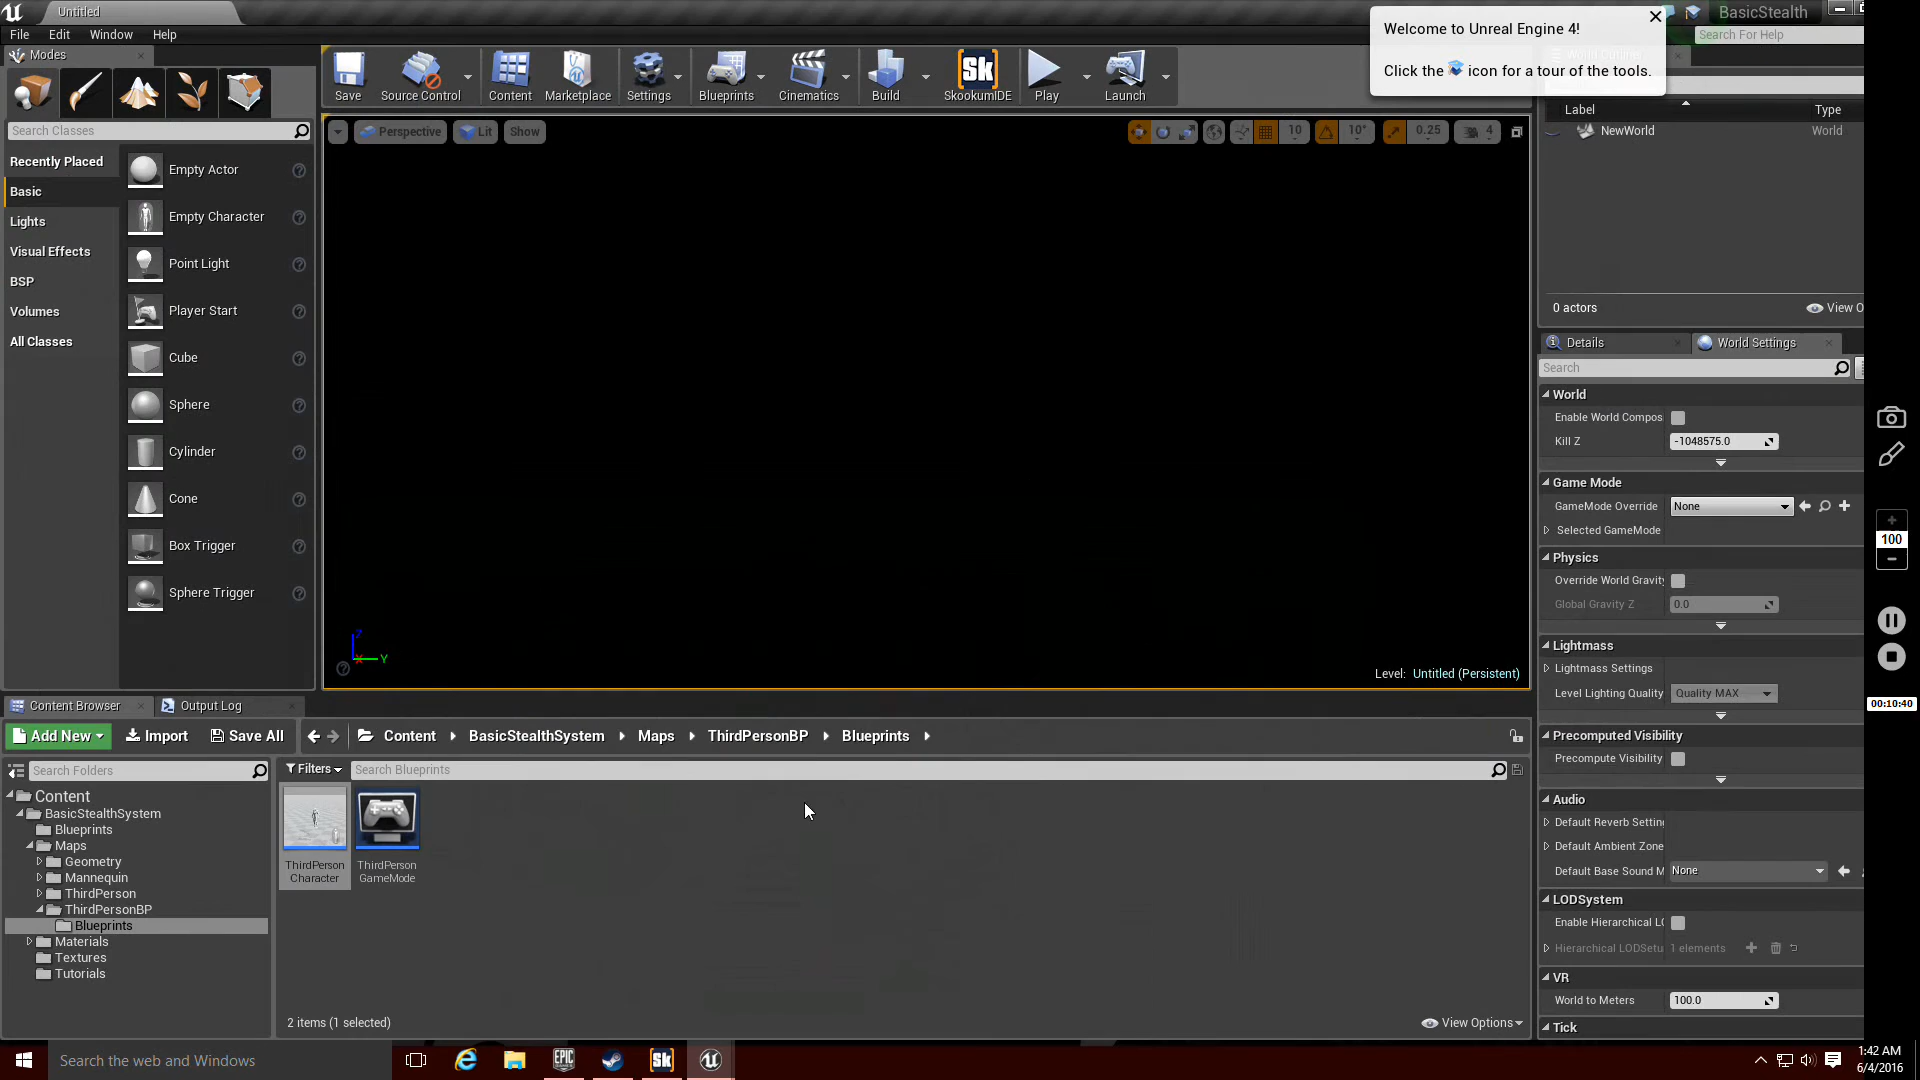 Untitled
BasicStealth
File Edit Window Help
Search For Help
Welcome to Unreal Engine 4!
Click the icon for a tour of the tools.
Modes
Save
Source Control
Content
Marketplace
Settings
Blueprints
Cinematics
Build
SkookumIDE
Play
Launch
Sk
Search Classes
Recently Placed
Basic
Lights
Visual Effects
BSP
Volumes
All Classes
Empty Actor
Empty Character
Point Light
Player Start
Cube
Sphere
Cylinder
Cone
Box Trigger
Sphere Trigger
Perspective Lit Show
10 10° 0.25 4
Z
X Y
Level: Untitled (Persistent)
Label Type
NewWorld World
0 actors View O
Details World Settings
Search
World
Enable World Compos
Kill Z -1048575.0
Game Mode
GameMode Override None
Selected GameMode
Physics
Override World Gravity
Global Gravity Z 0.0
Lightmass
Lightmass Settings
Level Lighting Quality Quality MAX
Precomputed Visibility
Precompute Visibility
Audio
Default Reverb Setting
Default Ambient Zone
Default Base Sound M None
LODSystem
Enable Hierarchical LO
Hierarchical LODSetu 1 elements
VR
World to Meters 100.0
Tick
100
00:10:40
Content Browser Output Log
Add New Import Save All
Content BasicStealthSystem Maps ThirdPersonBP Blueprints
Search Folders
Filters Search Blueprints
Content
BasicStealthSystem
Blueprints
Maps
Geometry
Mannequin
ThirdPerson
ThirdPersonBP
Blueprints
Materials
Textures
Tutorials
ThirdPerson
Character
ThirdPerson
GameMode
2 items (1 selected) View Options
Search the web and Windows
EPIC
Sk
1:42 AM
6/4/2016